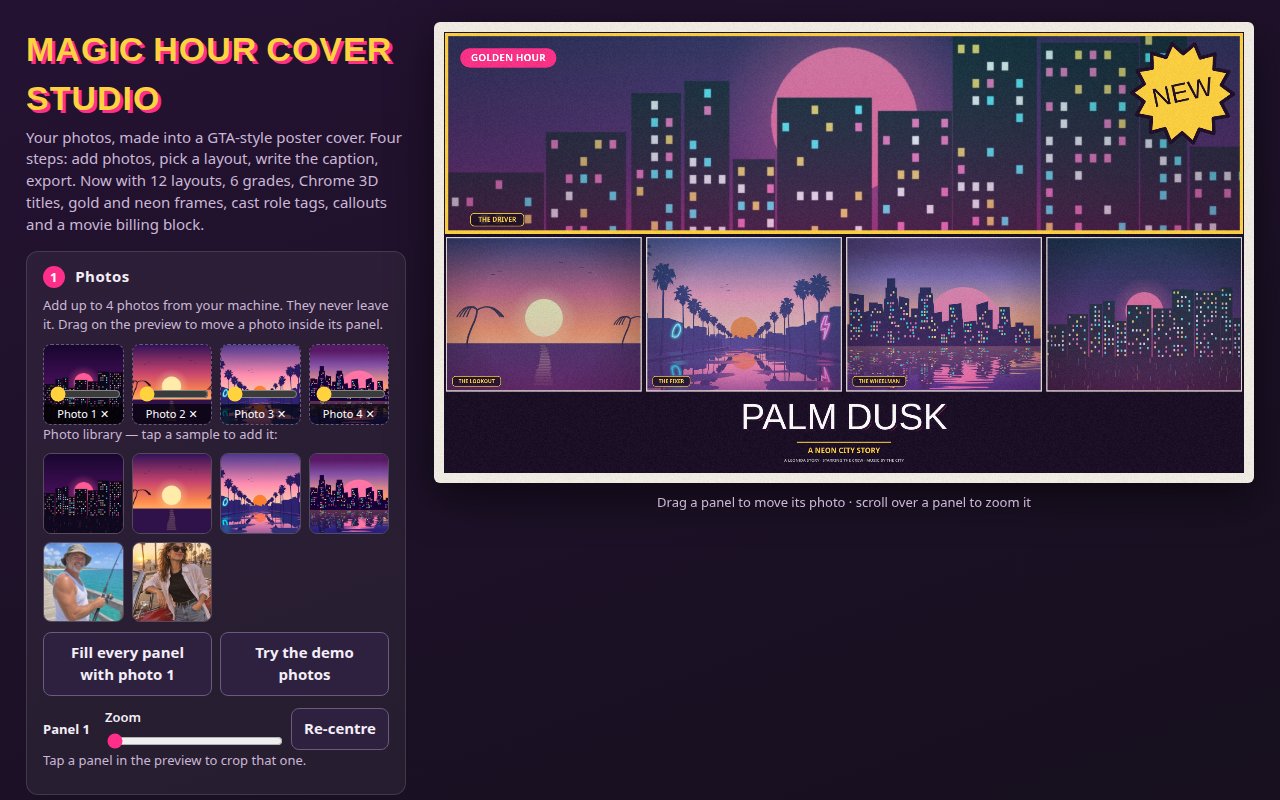 MAGIC HOUR COVER
STUDIO
Your photos, made into a GTA-style poster cover. Four
steps: add photos, pick a layout, write the caption,
export. Now with 12 layouts, 6 grades, Chrome 3D
titles, gold and neon frames, cast role tags, callouts
and a movie billing block.
1 Photos
Add up to 4 photos from your machine. They never leave
it. Drag on the preview to move a photo inside its panel.
Photo 1 ✕
Photo 2 ✕
Photo 3 ✕
Photo 4 ✕
Photo library — tap a sample to add it:
Fill every panel
with photo 1
Try the demo
photos
Panel 1
Zoom
Re-centre
Tap a panel in the preview to crop that one.
GOLDEN HOUR
NEW
THE DRIVER
THE LOOKOUT
THE FIXER
THE WHEELMAN
PALM DUSK
A NEON CITY STORY
Drag a panel to move its photo · scroll over a panel to zoom it